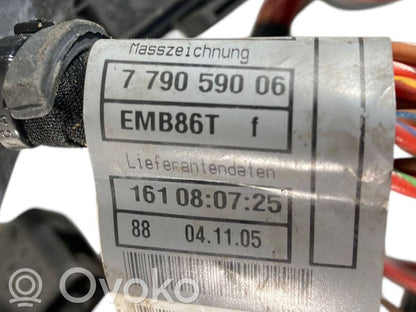 Masszeichnung
7 790 590 06
EMB86T f
Lieferantendaten
161 08:07:25
88 04.11.05
Ovoko